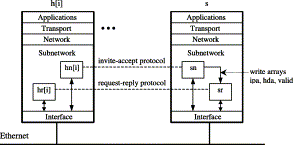 h[i]
s
Applications
Applications
Transport
Transport
Network
Network
Subnetwork
Subnetwork
invite-accept protocol
hn[i]
sn
write arrays
ipa, hda, valid
request-reply protocol
hr[i]
sr
Interface
Interface
Ethernet